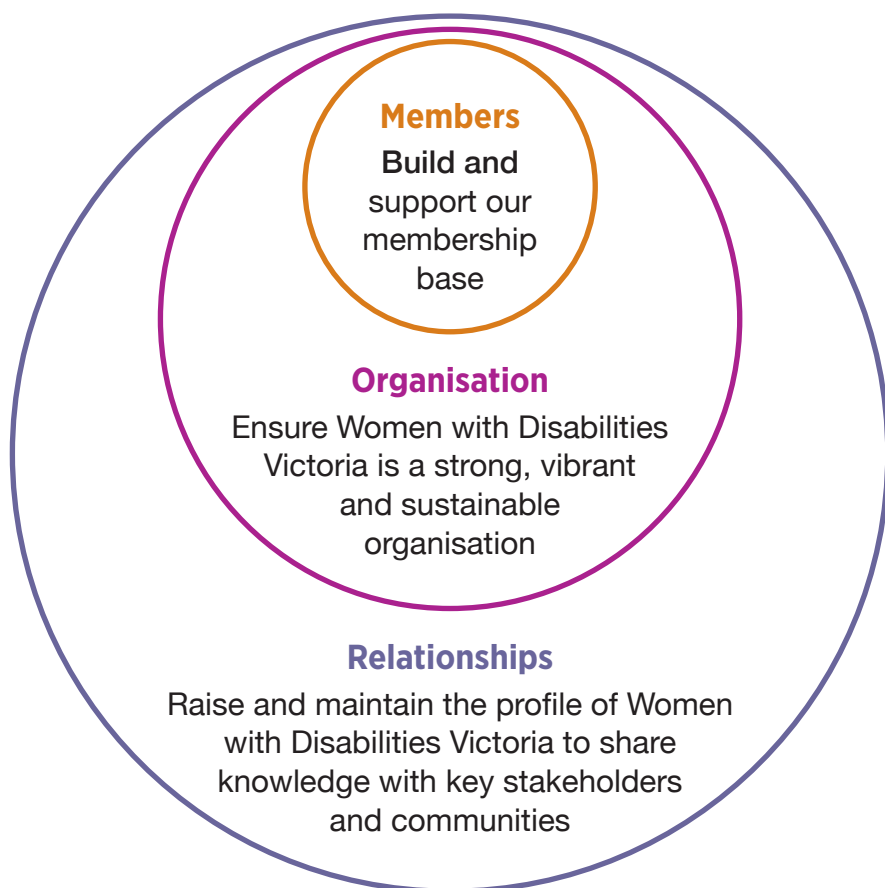 Members
Build and
support our
membership
base
Organisation
Ensure Women with Disabilities
Victoria is a strong, vibrant
and sustainable
organisation
Relationships
Raise and maintain the profile of Women
with Disabilities Victoria to share
knowledge with key stakeholders
and communities